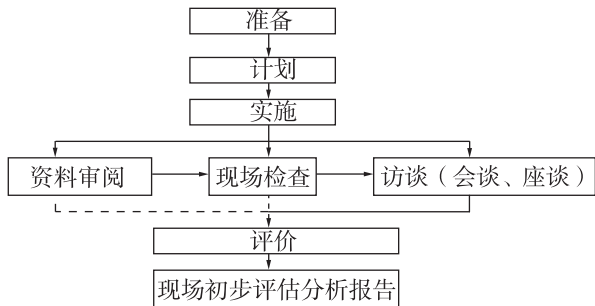 准备
计划
实施
资料审阅
现场检查
访谈（会谈、座谈）
评价
现场初步评估分析报告